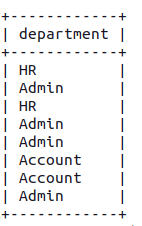 +------------+
| department |
+------------+
| HR         |
| Admin      |
| HR         |
| Admin      |
| Admin      |
| Account    |
| Account    |
| Admin      |
+------------+